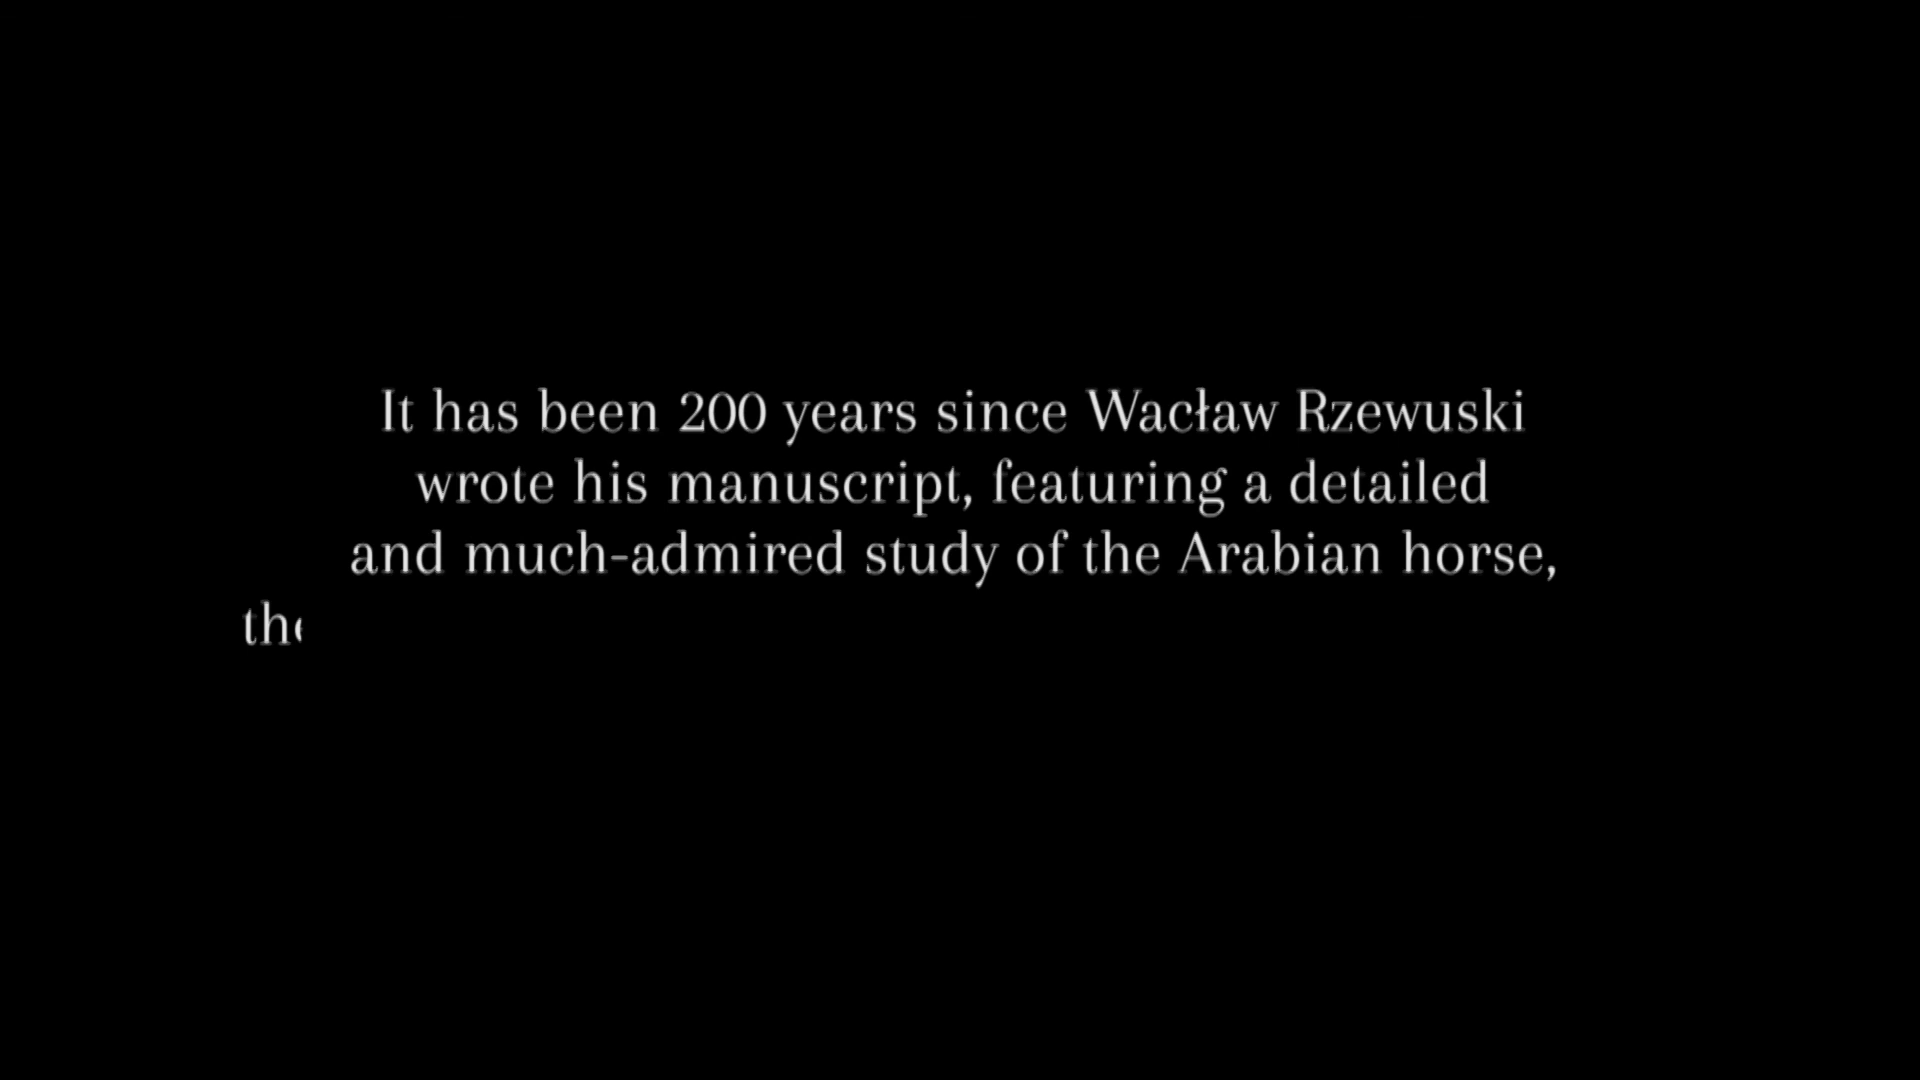 It has been 200 years since Wacław Rzewuski
wrote his manuscript, featuring a detailed
and much-admired study of the Arabian horse,
the